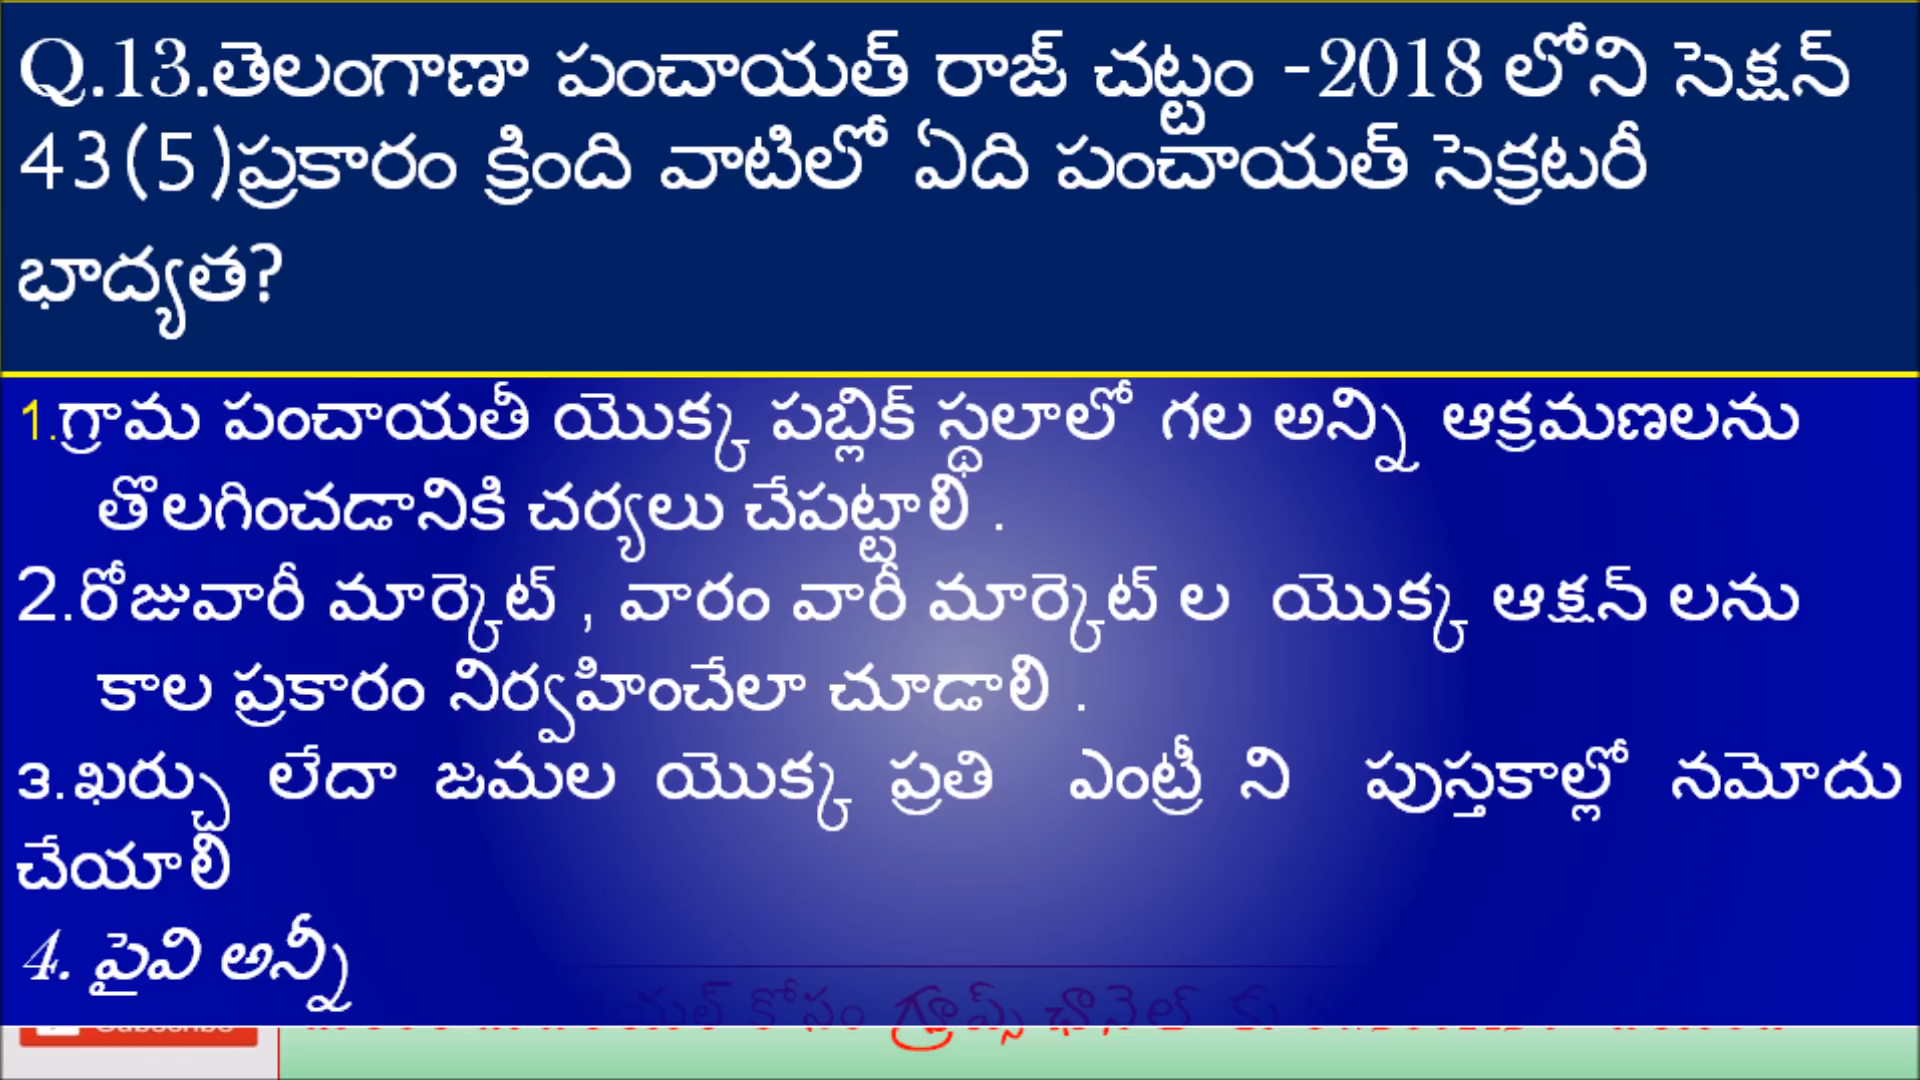 Q.13.తెలంగాణా పంచాయత్ రాజ్ చట్టం -2018 లోని సెక్షన్
43(5)ప్రకారం క్రింది వాటిలో ఏది పంచాయత్ సెక్రటరీ
భాద్యత?
1.గ్రామ పంచాయతీ యొక్క పబ్లిక్ స్థలాలో గల అన్ని ఆక్రమణలను
తొలగించడానికి చర్యలు చేపట్టాలి .
2.రోజువారీ మార్కెట్ , వారం వారీ మార్కెట్ ల యొక్క ఆక్షన్ లను
కాల ప్రకారం నిర్వహించేలా చూడాలి .
3.ఖర్చు లేదా జమల యొక్క ప్రతి ఎంట్రీ ని పుస్తకాల్లో నమోదు
చేయాలి
4. పైవి అన్నీ
కోసం గ్రూప్స్ ఛానెల్ కు